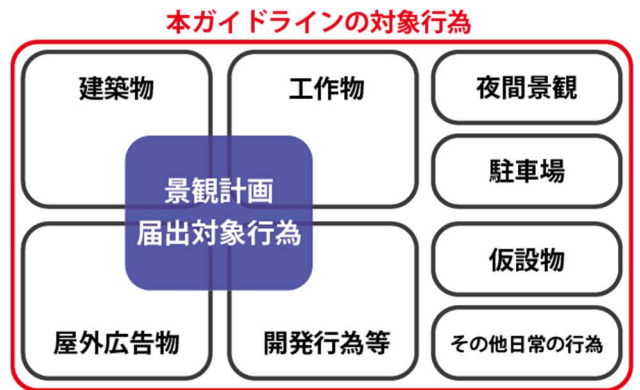 本ガイドラインの対象行為
建築物
工作物
夜間景観
駐車場
景観計画
届出対象行為
仮設物
屋外広告物
開発行為等
その他日常の行為